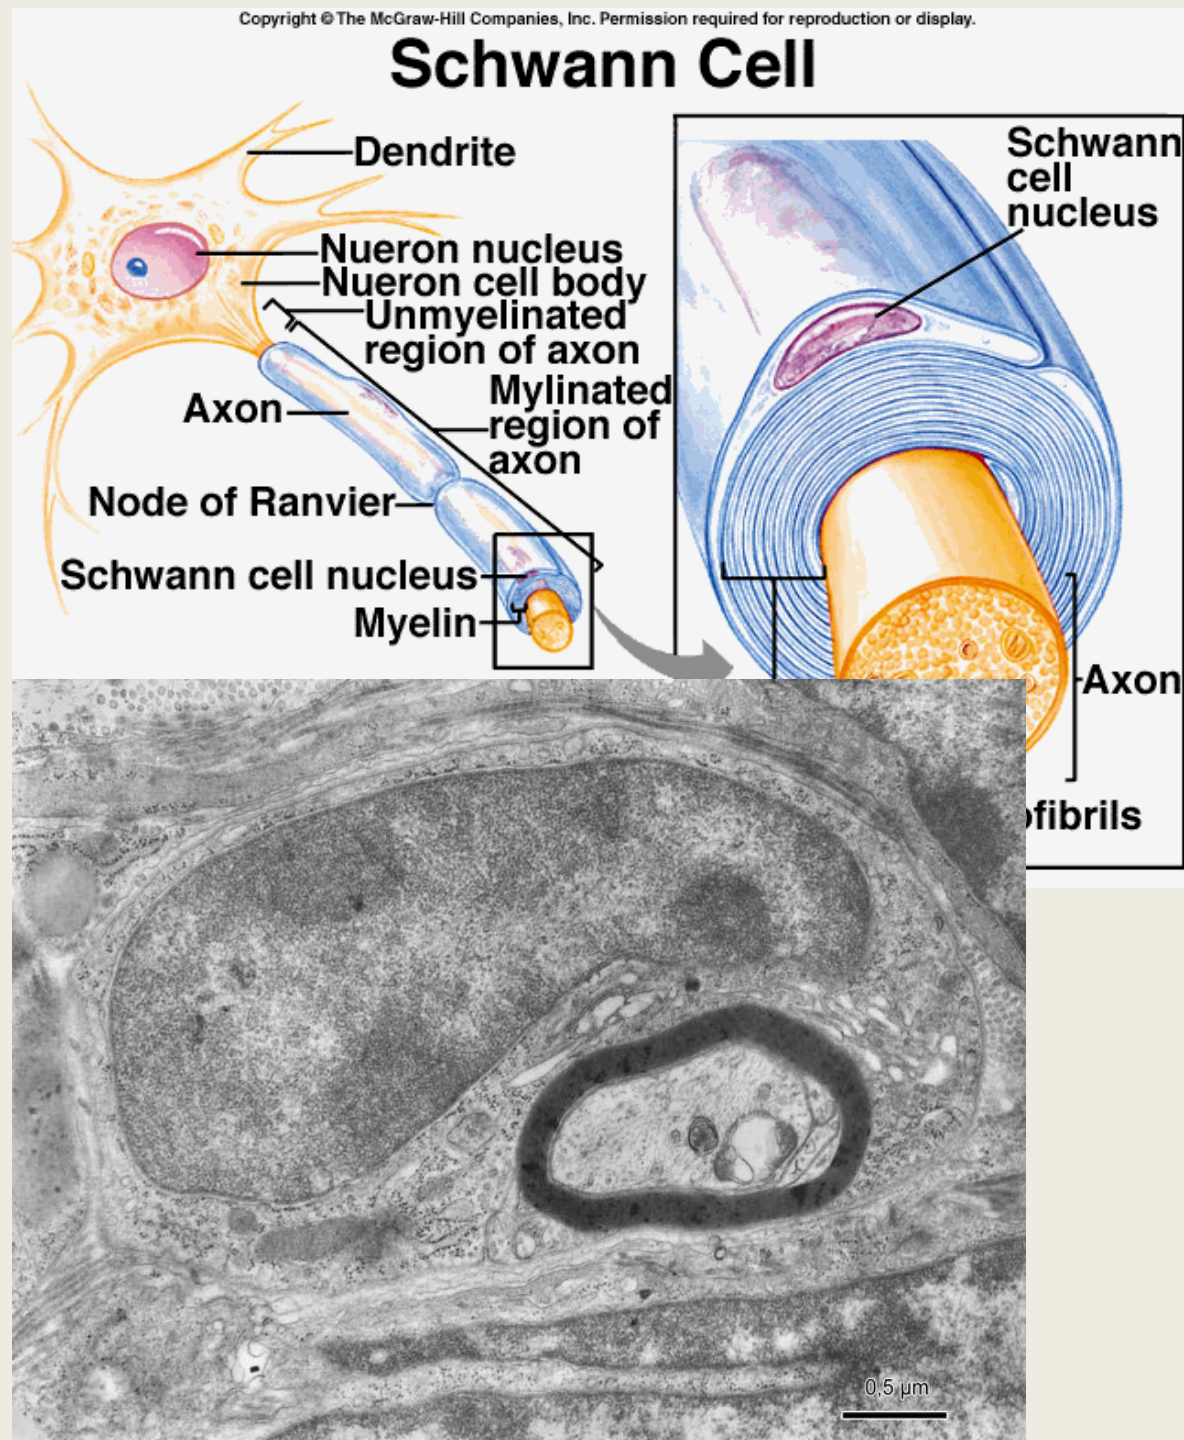 Copyright © The McGraw-Hill Companies, Inc. Permission required for reproduction or display.
Schwann Cell
Dendrite
Nueron nucleus
Nueron cell body
Unmyelinated
region of axon
Mylinated
region of
axon
Axon
Node of Ranvier
Schwann cell nucleus
Myelin
Schwann
cell
nucleus
Axon
ofibrils
0,5 µm